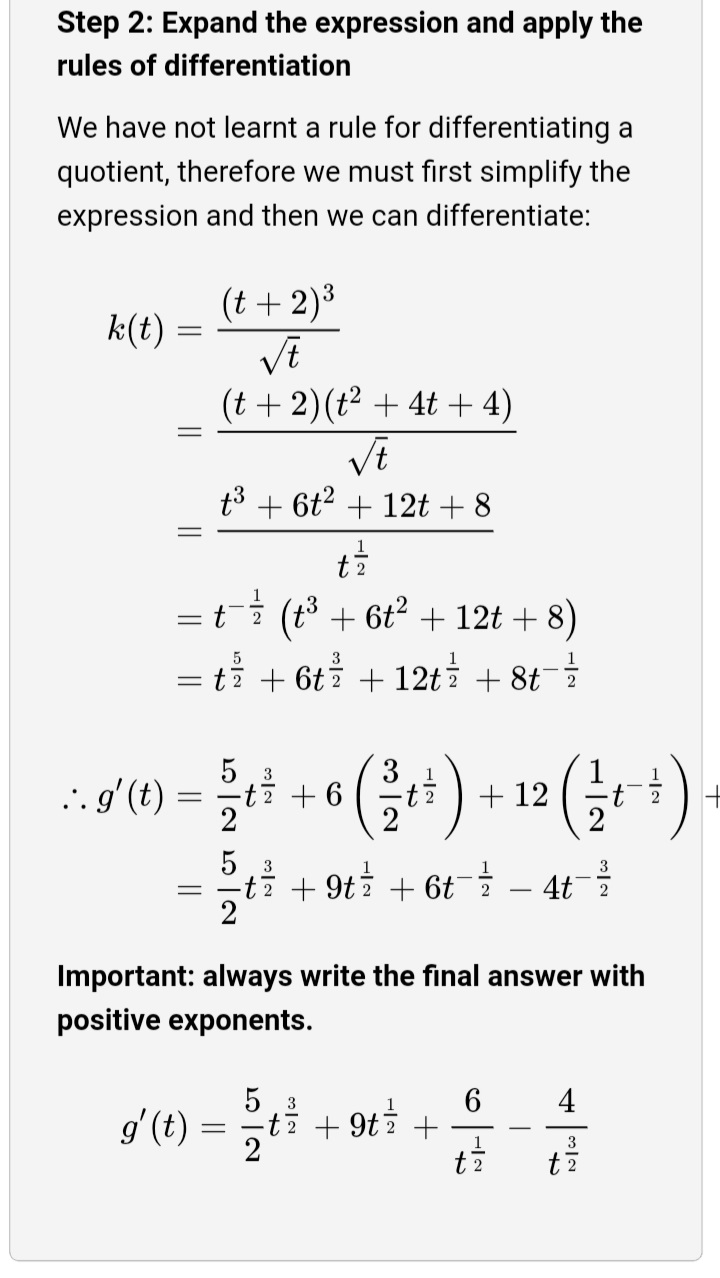 Step 2: Expand the expression and apply the
rules of differentiation
We have not learnt a rule for differentiating a
quotient, therefore we must first simplify the
expression and then we can differentiate:
k(t) = \frac{(t + 2)^3}{\sqrt{t}}
= \frac{(t + 2)(t^2 + 4t + 4)}{\sqrt{t}}
= \frac{t^3 + 6t^2 + 12t + 8}{t^{\frac{1}{2}}}
= t^{-\frac{1}{2}} (t^3 + 6t^2 + 12t + 8)
= t^{\frac{5}{2}} + 6t^{\frac{3}{2}} + 12t^{\frac{1}{2}} + 8t^{-\frac{1}{2}}
∴ g'(t) = \frac{5}{2}t^{\frac{3}{2}} + 6 \left(\frac{3}{2}t^{\frac{1}{2}}\right) + 12 \left(\frac{1}{2}t^{-\frac{1}{2}}\right) +
= \frac{5}{2}t^{\frac{3}{2}} + 9t^{\frac{1}{2}} + 6t^{-\frac{1}{2}} - 4t^{-\frac{3}{2}}
Important: always write the final answer with
positive exponents.
g'(t) = \frac{5}{2}t^{\frac{3}{2}} + 9t^{\frac{1}{2}} + \frac{6}{t^{\frac{1}{2}}} - \frac{4}{t^{\frac{3}{2}}}